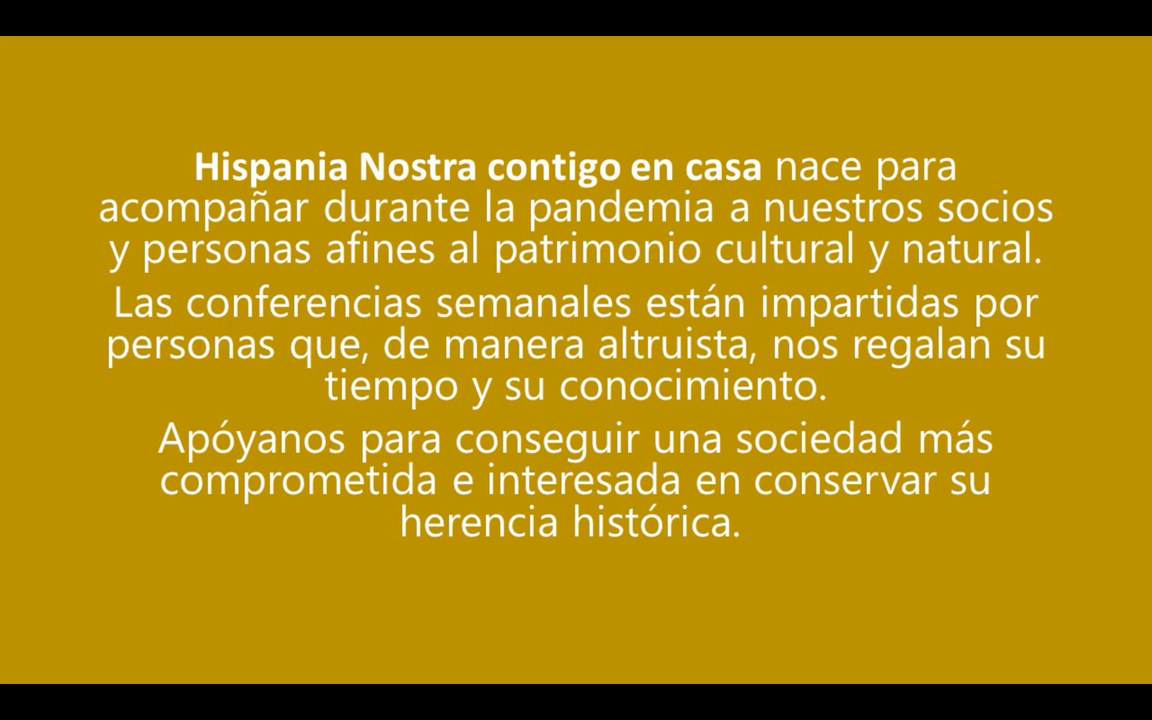 Hispania Nostra contigo en casa nace para
acompañar durante la pandemia a nuestros socios
y personas afines al patrimonio cultural y natural.
Las conferencias semanales están impartidas por
personas que, de manera altruista, nos regalan su
tiempo y su conocimiento.
Apóyanos para conseguir una sociedad más
comprometida e interesada en conservar su
herencia histórica.